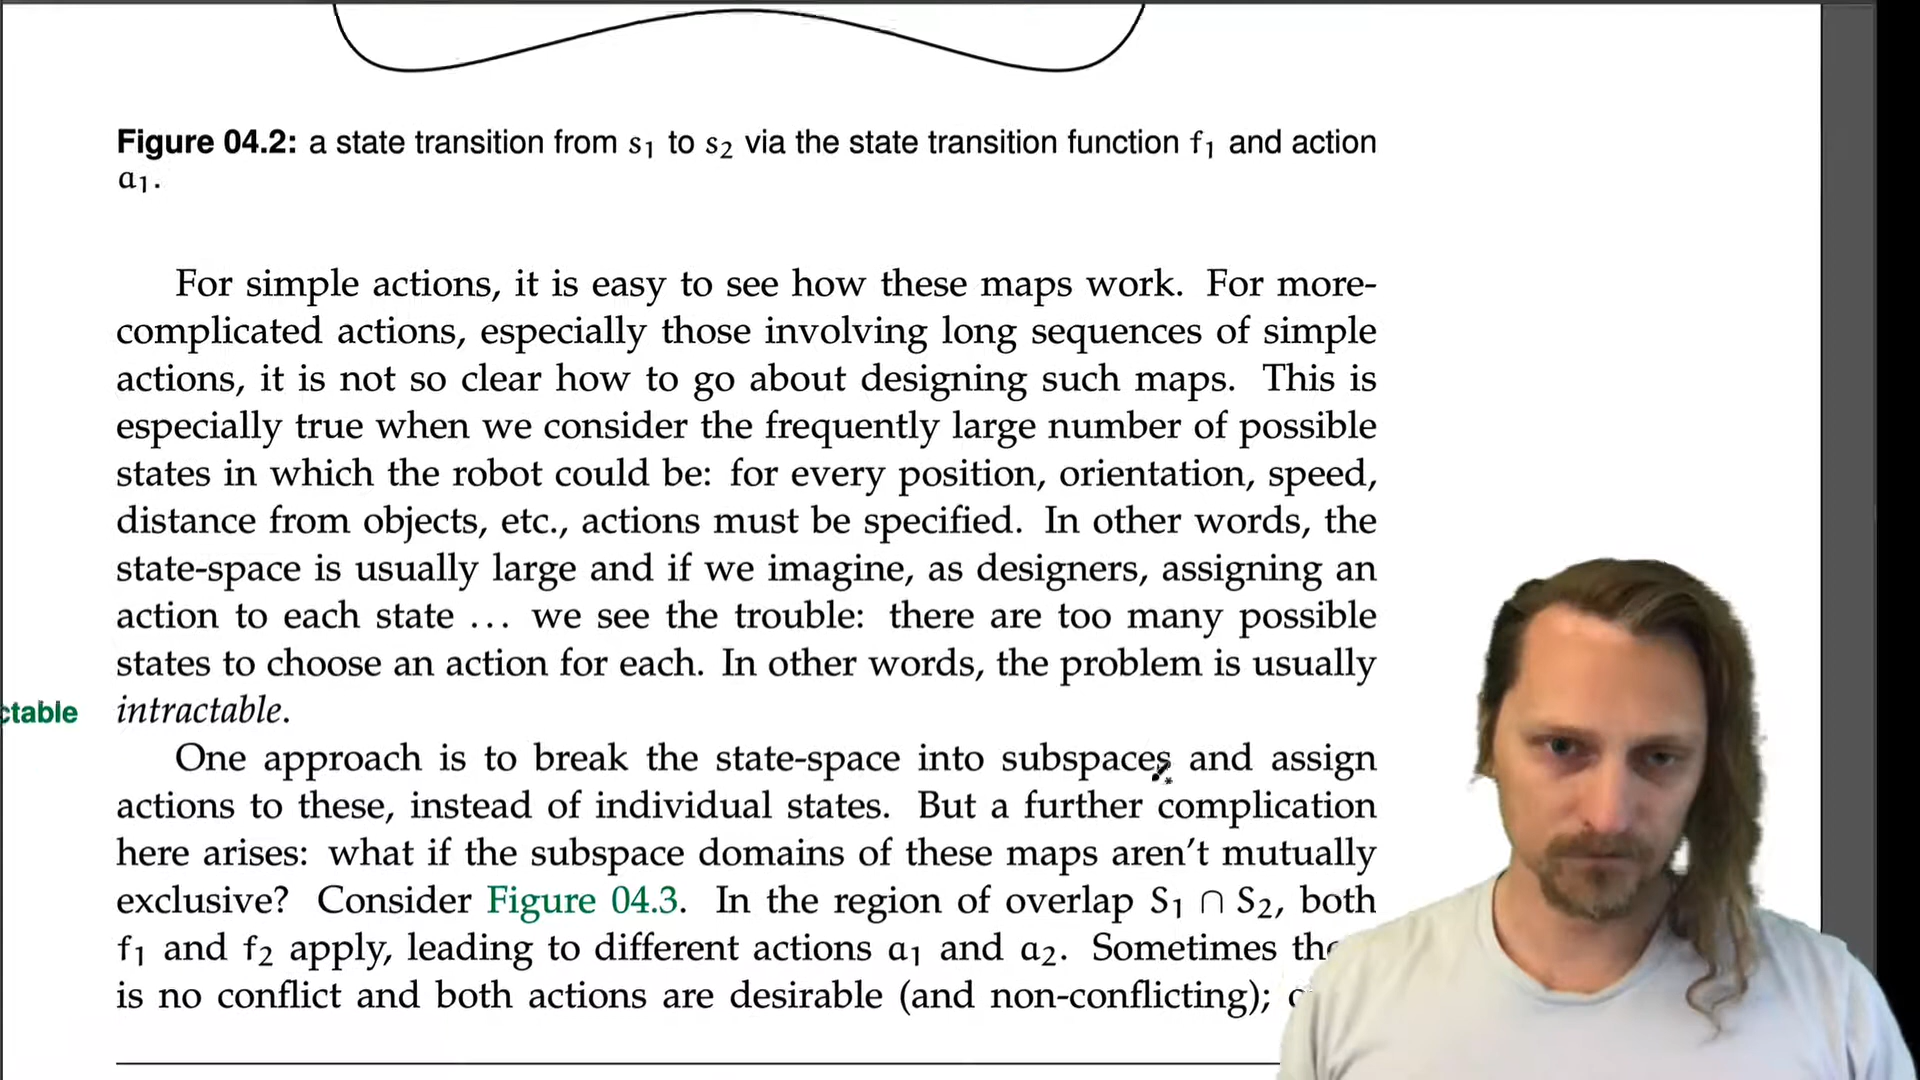 Figure 04.2: a state transition from s₁ to s₂ via the state transition function f₁ and action
a₁.
For simple actions, it is easy to see how these maps work. For more-
complicated actions, especially those involving long sequences of simple
actions, it is not so clear how to go about designing such maps. This is
especially true when we consider the frequently large number of possible
states in which the robot could be: for every position, orientation, speed,
distance from objects, etc., actions must be specified. In other words, the
state-space is usually large and if we imagine, as designers, assigning an
action to each state ... we see the trouble: there are too many possible
states to choose an action for each. In other words, the problem is usually
ctable
intractable.
One approach is to break the state-space into subspaces and assign
actions to these, instead of individual states. But a further complication
here arises: what if the subspace domains of these maps aren't mutually
exclusive? Consider Figure 04.3. In the region of overlap S₁ ∩ S₂, both
f₁ and f₂ apply, leading to different actions a₁ and a₂. Sometimes
is no conflict and both actions are desirable (and non-conflicting);